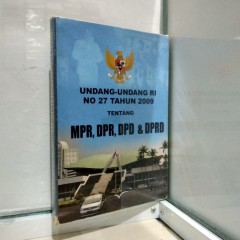 UNDANG-UNDANG RI
NO 27 TAHUN 2009
TENTANG
MPR, DPR, DPD & DPRD